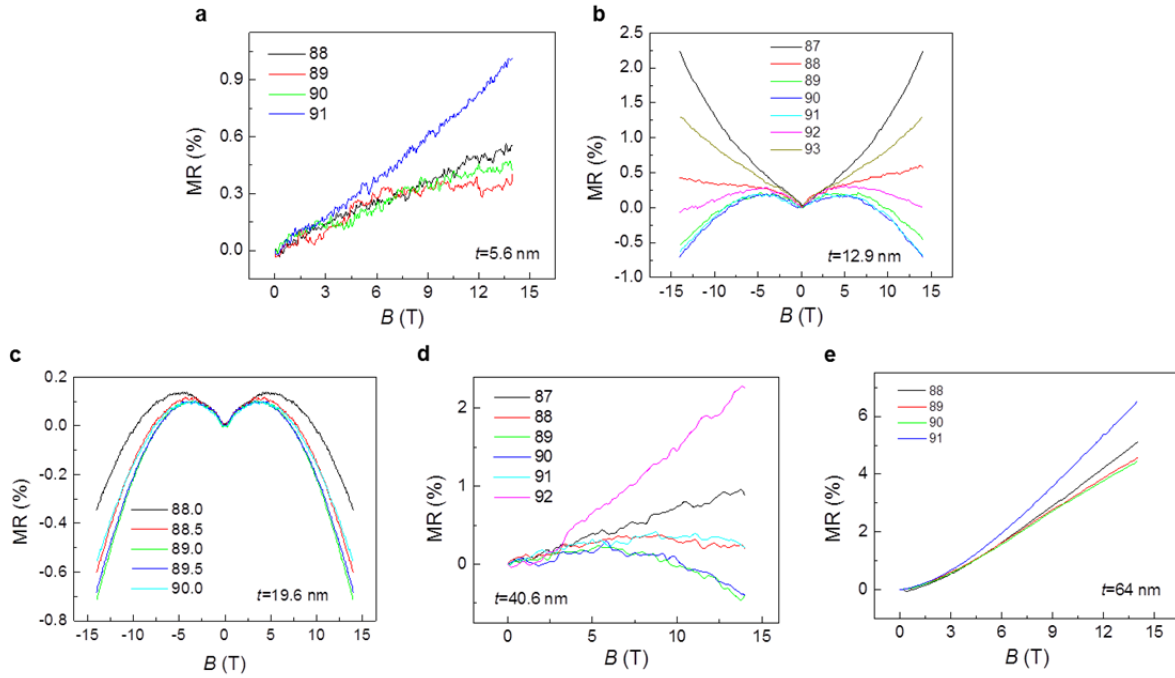 a
MR (%)
0.9
0.6
0.3
0.0
88
89
90
91
t=5.6 nm
0 3 6 9 12 15
B (T)
b
MR (%)
2.5
2.0
1.5
1.0
0.5
0.0
-0.5
-1.0
87
88
89
90
91
92
93
t=12.9 nm
-15 -10 -5 0 5 10 15
B (T)
c
MR (%)
0.2
0.0
-0.2
-0.4
-0.6
-0.8
88.0
88.5
89.0
89.5
90.0
t=19.6 nm
-15 -10 -5 0 5 10 15
B (T)
d
MR (%)
2
1
0
87
88
89
90
91
92
t=40.6 nm
0 5 10 15
B (T)
e
MR (%)
6
4
2
0
88
89
90
91
t=64 nm
0 3 6 9 12 15
B (T)